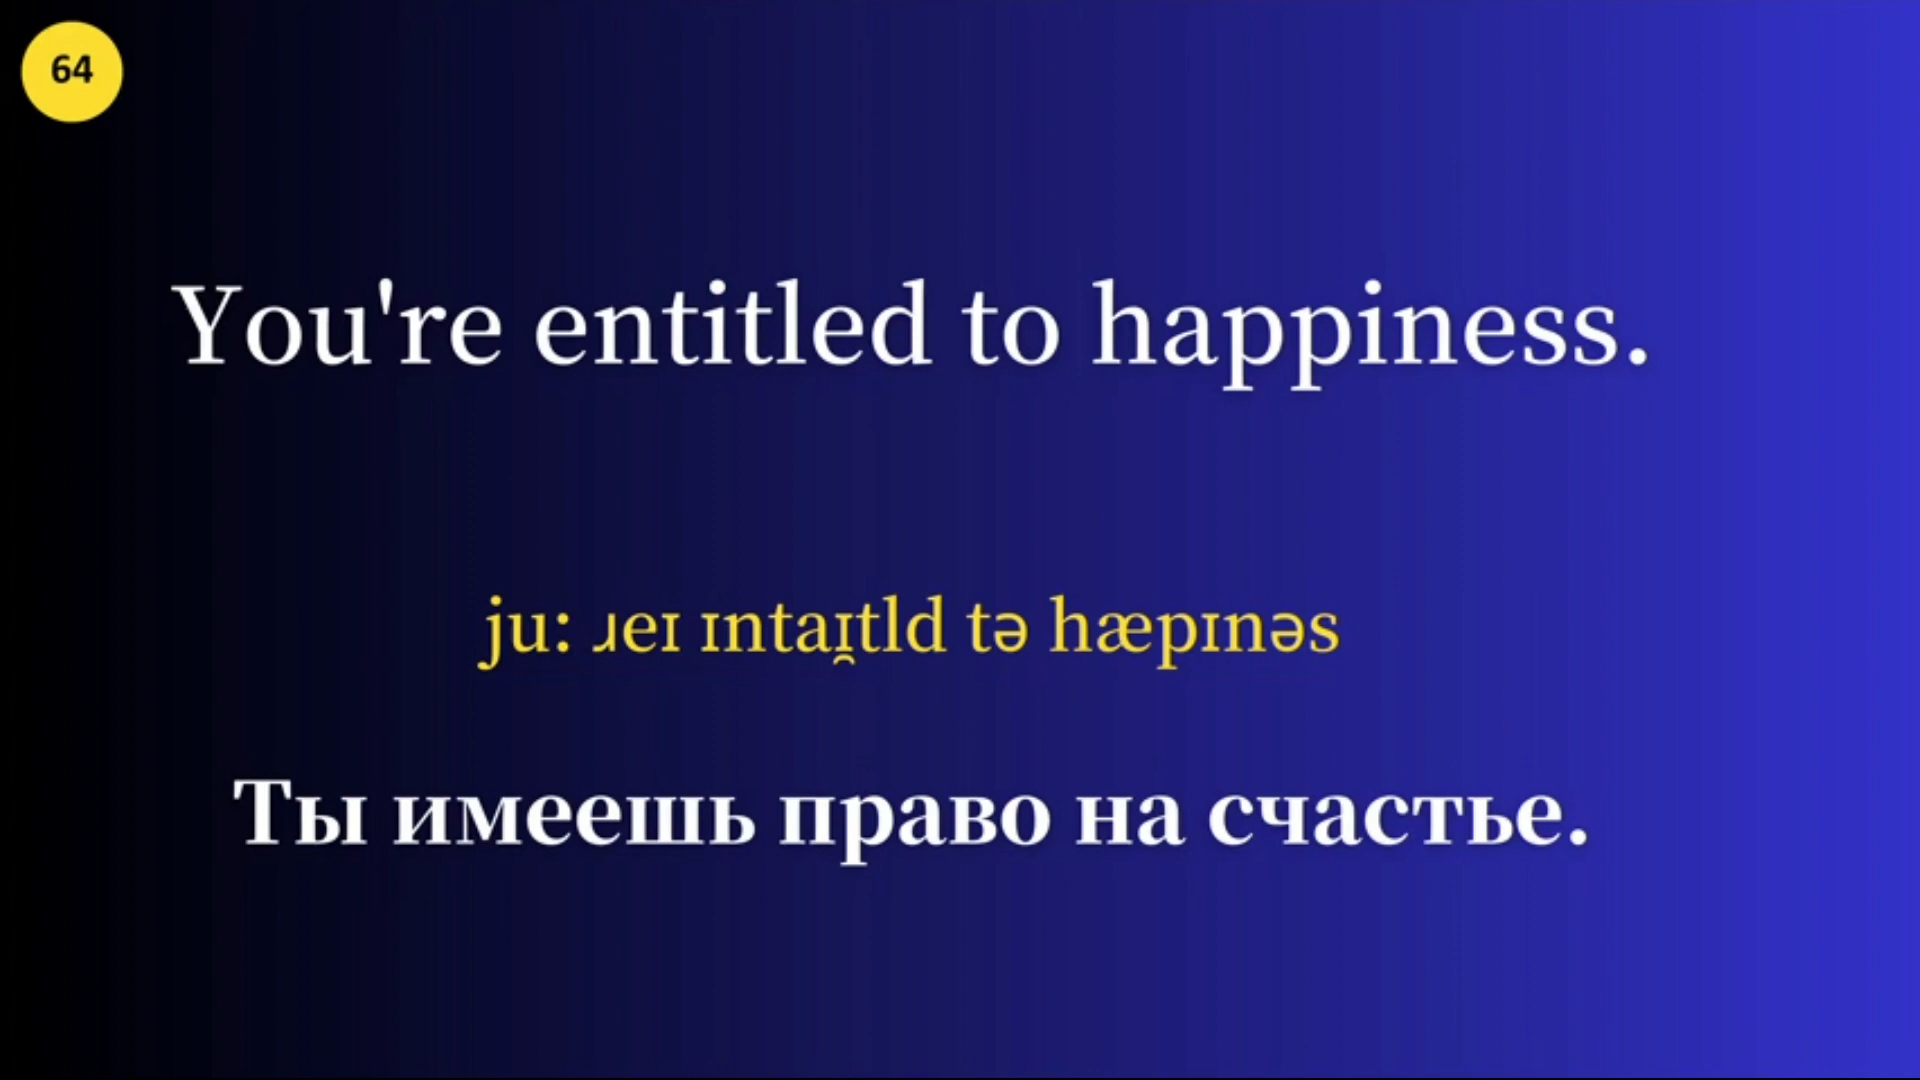 64
You're entitled to happiness.
ju: ɹeɪ ɪntaɪ̯tld tə hæpɪnəs
Ты имеешь право на счастье.